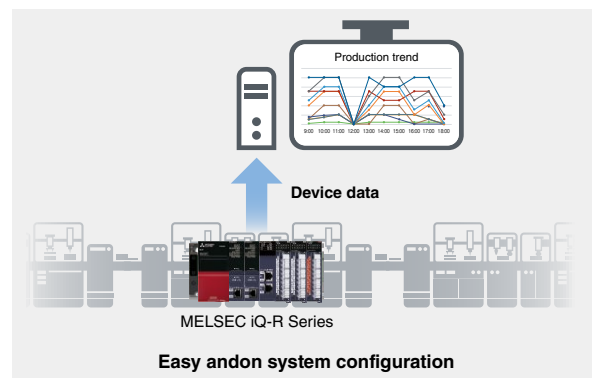 Production trend
9:00 10:00 11:00 12:00 13:00 14:00 15:00 16:00 17:00 18:00
Device data
MELSEC iQ-R Series
Easy andon system configuration